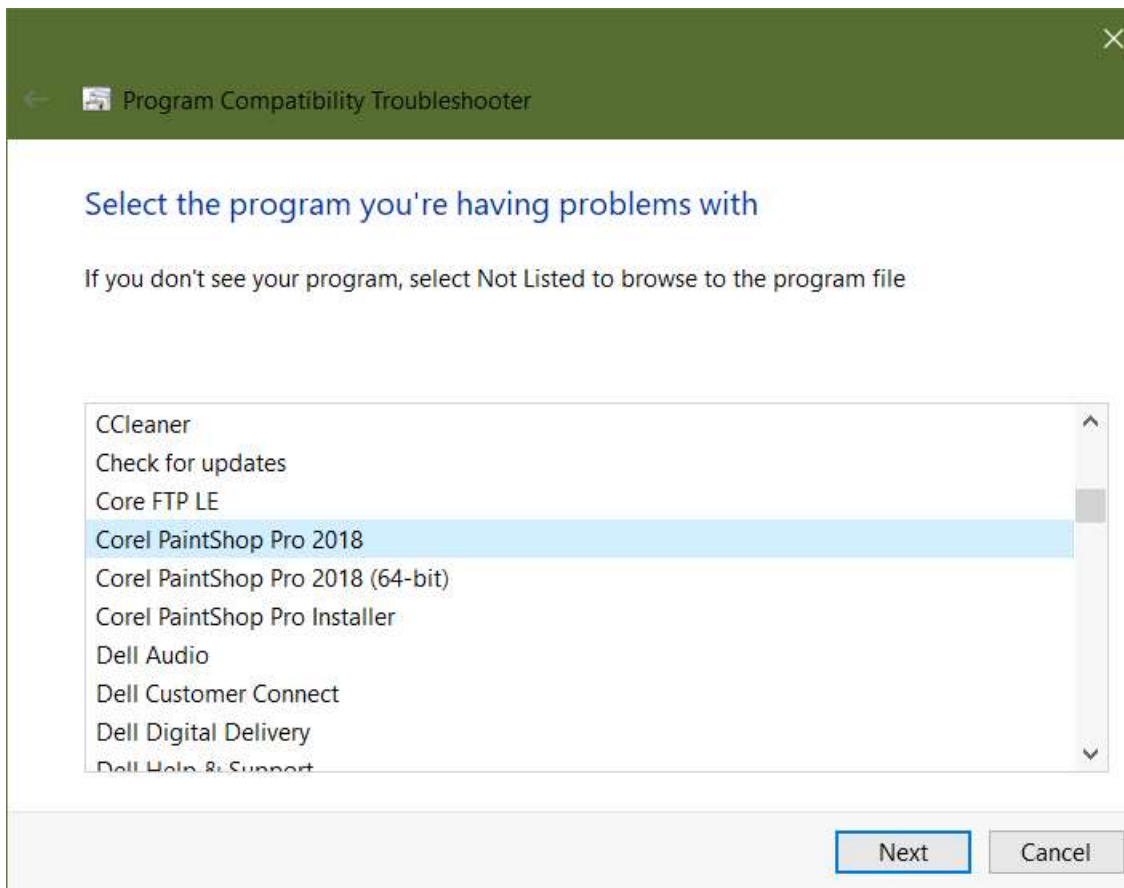 Program Compatibility Troubleshooter
Select the program you're having problems with
If you don't see your program, select Not Listed to browse to the program file
CCleaner
Check for updates
Core FTP LE
Corel PaintShop Pro 2018
Corel PaintShop Pro 2018 (64-bit)
Corel PaintShop Pro Installer
Dell Audio
Dell Customer Connect
Dell Digital Delivery
Dell Help & Support
Next Cancel